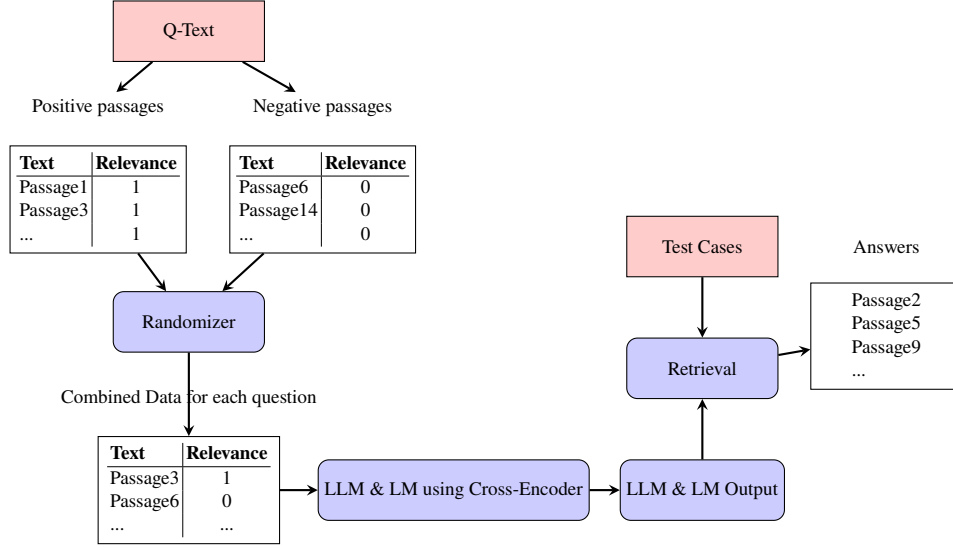 Q-Text
Positive passages
Negative passages
Text Relevance
Passage1 1
Passage3 1
... 1
Text Relevance
Passage6 0
Passage14 0
... 0
Randomizer
Combined Data for each question
Text Relevance
Passage3 1
Passage6 0
... ...
LLM & LM using Cross-Encoder
LLM & LM Output
Test Cases
Retrieval
Answers
Passage2
Passage5
Passage9
...